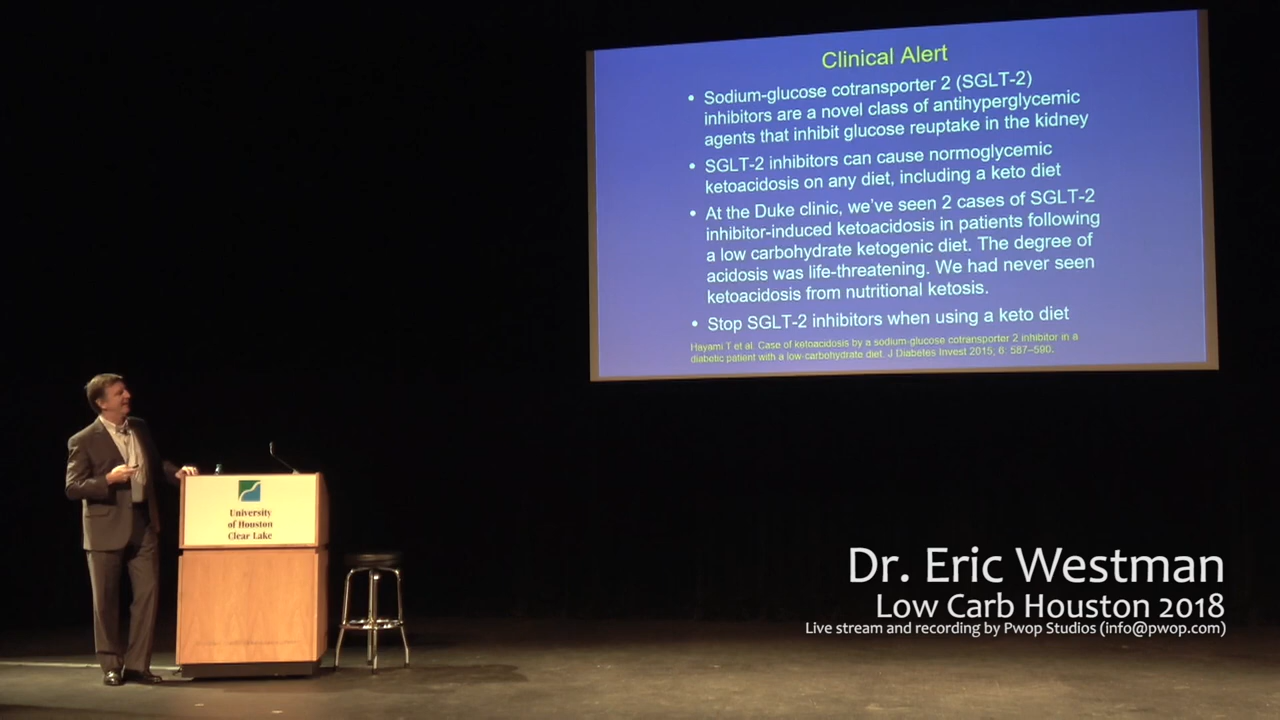 Clinical Alert
• Sodium-glucose cotransporter 2 (SGLT-2)
inhibitors are a novel class of antihyperglycemic
agents that inhibit glucose reuptake in the kidney
• SGLT-2 inhibitors can cause normoglycemic
ketoacidosis on any diet, including a keto diet
• At the Duke clinic, we've seen 2 cases of SGLT-2
inhibitor-induced ketoacidosis in patients following
a low carbohydrate ketogenic diet. The degree of
acidosis was life-threatening. We had never seen
ketoacidosis from nutritional ketosis.
• Stop SGLT-2 inhibitors when using a keto diet
Hayami T et al. Case of ketoacidosis by a sodium-glucose cotransporter 2 inhibitor in a
diabetic patient with a low-carbohydrate diet. J Diabetes Invest 2015; 6: 587–590.
University
of Houston
Clear Lake
Dr. Eric Westman
Low Carb Houston 2018
Live stream and recording by Pwop Studios (info@pwop.com)